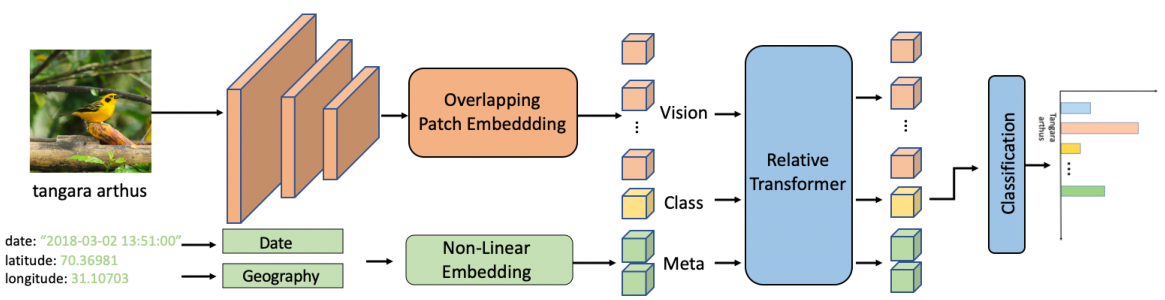 tangara arthus
date: “2018-03-02 13:51:00”
latitude: 70.36981
longitude: 31.10703
Date
Geography
Overlapping
Patch Embeddding
Non-Linear
Embedding
Vision
Class
Meta
Relative
Transformer
Classification
Tangara
arthus